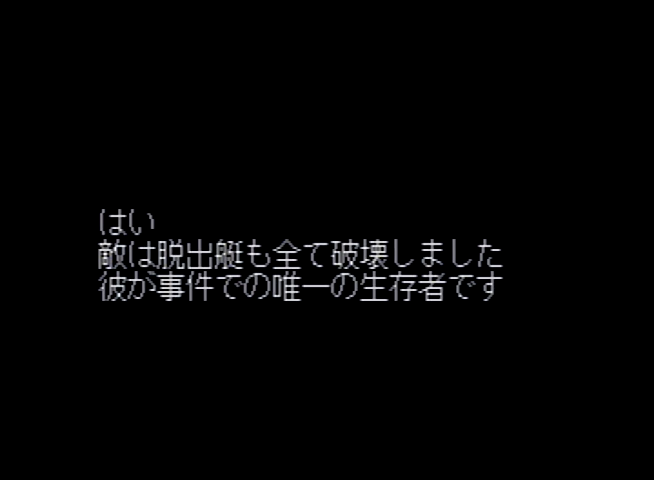 はい
敵は脱出艇も全て破壊しました
彼が事件での唯一の生存者です